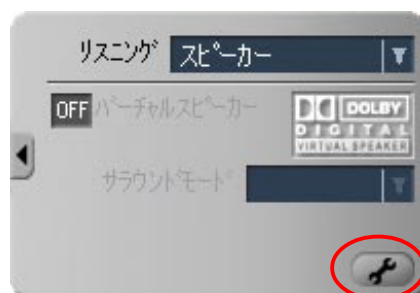 リスニング スピーカー
OFF バーチャルスピーカー
DOLBY
DIGITAL
VIRTUAL SPEAKER
サラウンドモード